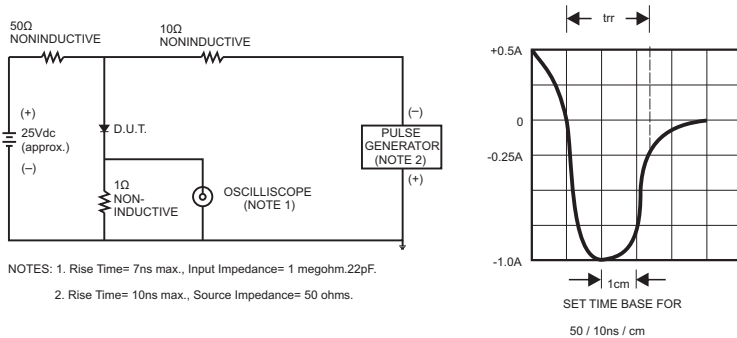 50Ω
NONINDUCTIVE
10Ω
NONINDUCTIVE
(+)
25Vdc
(approx.)
(–)
D.U.T.
1Ω
NON-
INDUCTIVE
OSCILLISCOPE
(NOTE 1)
(–)
PULSE
GENERATOR
(NOTE 2)
(+)
NOTES: 1. Rise Time= 7ns max., Input Impedance= 1 megohm.22pF.
2. Rise Time= 10ns max., Source Impedance= 50 ohms.
trr
+0.5A
0
-0.25A
-1.0A
1cm
SET TIME BASE FOR
50 / 10ns / cm